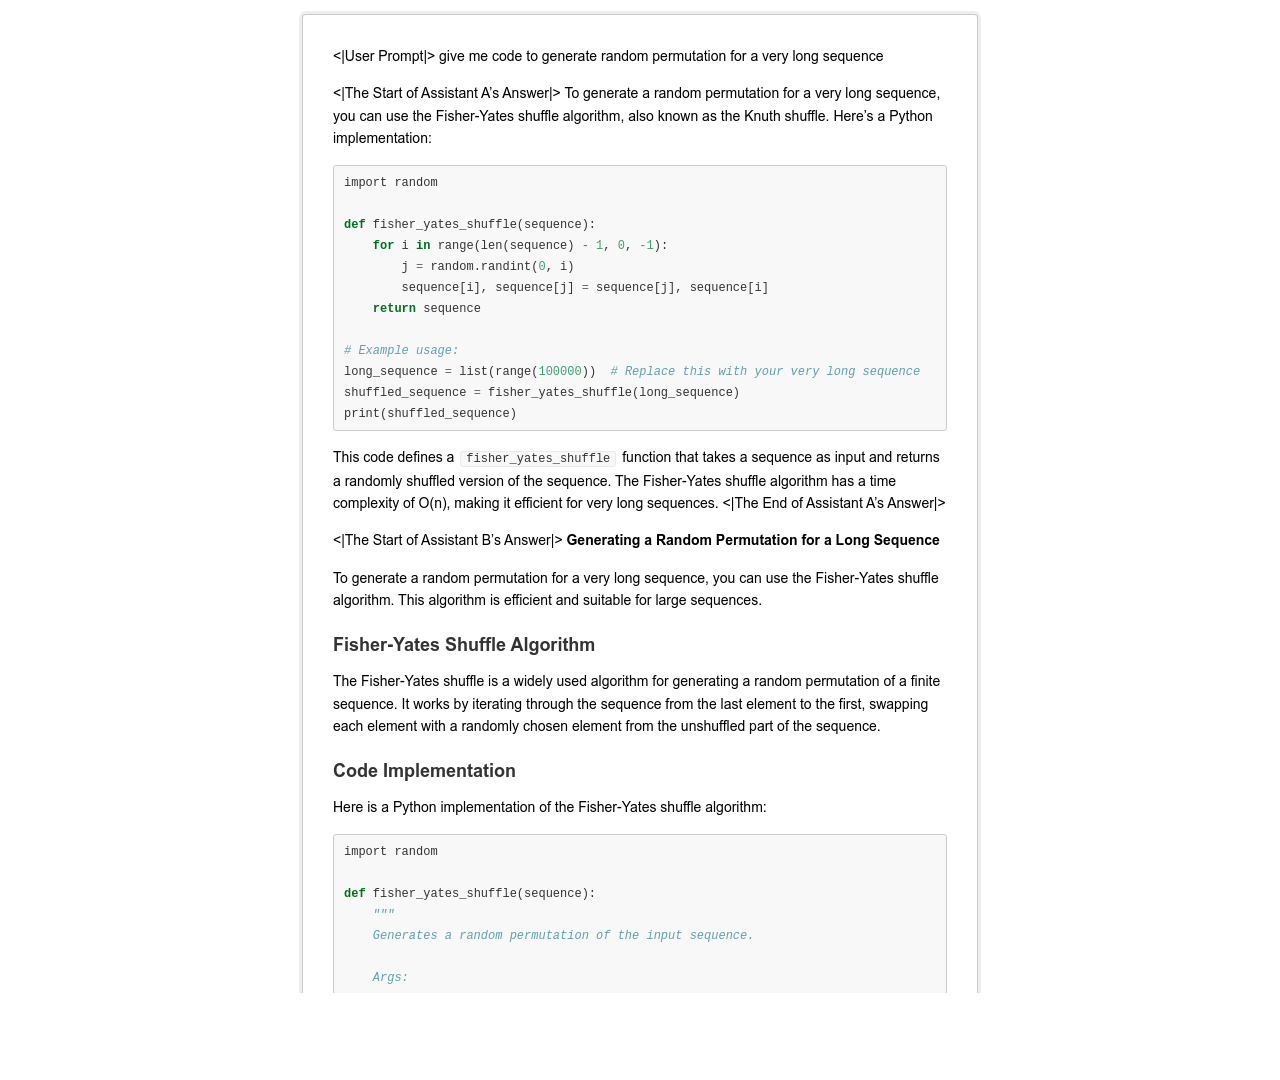 <|User Prompt|> give me code to generate random permutation for a very long sequence
<|The Start of Assistant A’s Answer|> To generate a random permutation for a very long sequence,
you can use the Fisher-Yates shuffle algorithm, also known as the Knuth shuffle. Here’s a Python
implementation:
import random
def fisher_yates_shuffle(sequence):
    for i in range(len(sequence) - 1, 0, -1):
        j = random.randint(0, i)
        sequence[i], sequence[j] = sequence[j], sequence[i]
    return sequence
# Example usage:
long_sequence = list(range(100000))  # Replace this with your very long sequence
shuffled_sequence = fisher_yates_shuffle(long_sequence)
print(shuffled_sequence)
This code defines a fisher_yates_shuffle function that takes a sequence as input and returns
a randomly shuffled version of the sequence. The Fisher-Yates shuffle algorithm has a time
complexity of O(n), making it efficient for very long sequences. <|The End of Assistant A’s Answer|>
<|The Start of Assistant B’s Answer|> Generating a Random Permutation for a Long Sequence
To generate a random permutation for a very long sequence, you can use the Fisher-Yates shuffle
algorithm. This algorithm is efficient and suitable for large sequences.
Fisher-Yates Shuffle Algorithm
The Fisher-Yates shuffle is a widely used algorithm for generating a random permutation of a finite
sequence. It works by iterating through the sequence from the last element to the first, swapping
each element with a randomly chosen element from the unshuffled part of the sequence.
Code Implementation
Here is a Python implementation of the Fisher-Yates shuffle algorithm:
import random
def fisher_yates_shuffle(sequence):
    """
    Generates a random permutation of the input sequence.
    Args: